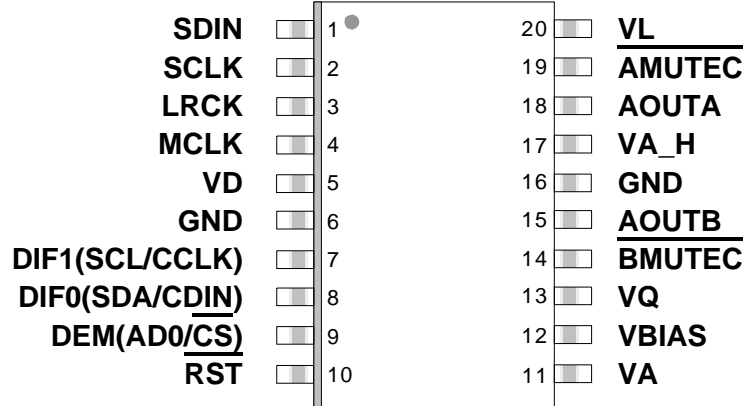 SDIN 1 20 VL
SCLK 2 19 AMUTEC
LRCK 3 18 AOUTA
MCLK 4 17 VA_H
VD 5 16 GND
GND 6 15 AOUTB
DIF1(SCL/CCLK) 7 14 BMUTEC
DIF0(SDA/CDIN) 8 13 VQ
DEM(AD0/CS) 9 12 VBIAS
RST 10 11 VA